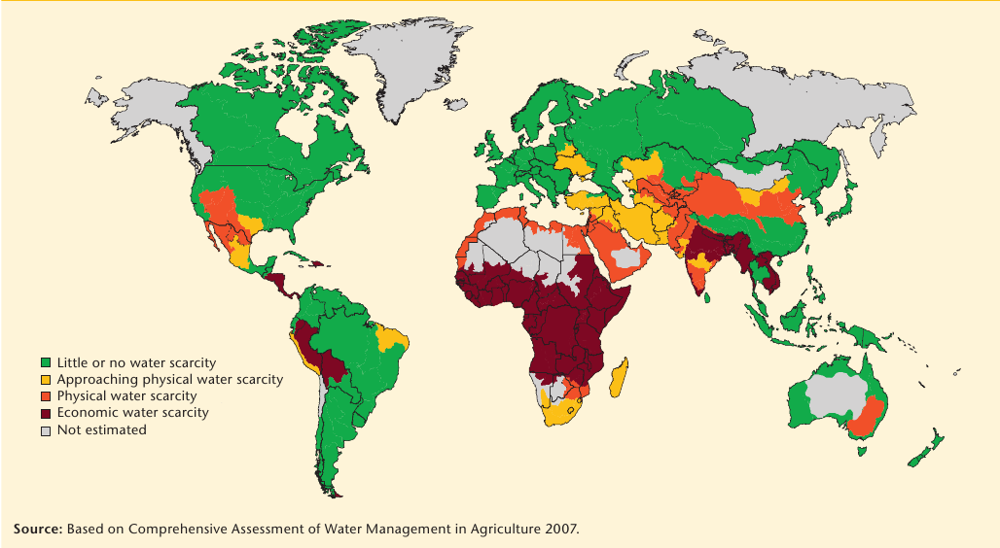 Little or no water scarcity
Approaching physical water scarcity
Physical water scarcity
Economic water scarcity
Not estimated
Source: Based on Comprehensive Assessment of Water Management in Agriculture 2007.